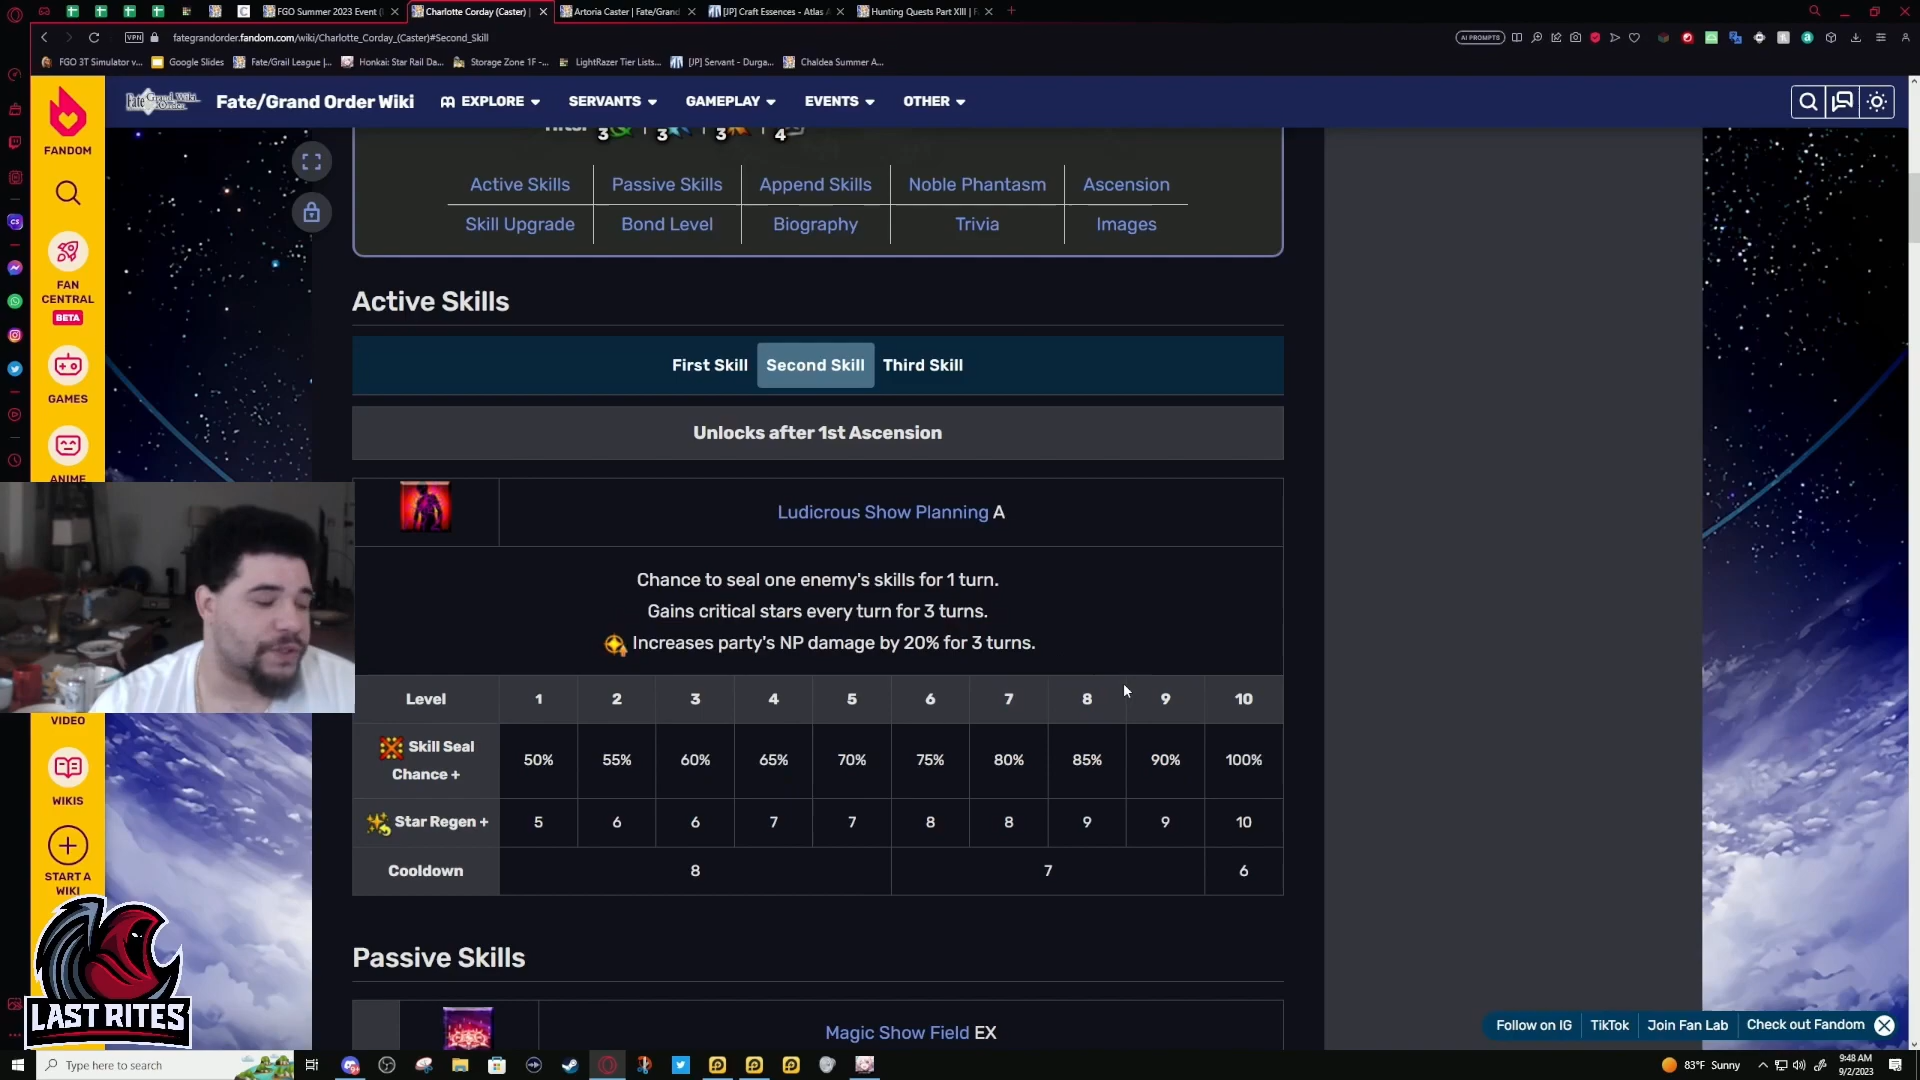 FGO Summer 2023 Event (
Charlotte Corday (Caster) |
Artoria Caster | Fate/Grand
[JP] Craft Essences - Atlas A
Hunting Quests Part XIII | F
VPN
fategrandorder.fandom.com/wiki/Charlotte_Corday_(Caster)#Second_Skill
AI PROMPTS
FGO 3T Simulator v...
Google Slides
Fate/Grail League |...
Honkai: Star Rail Da...
Storage Zone 1F -...
LightRazer Tier Lists...
[JP] Servant - Durga...
Chaldea Summer A...
Fate/Grand Order Wiki
EXPLORE
SERVANTS
GAMEPLAY
EVENTS
OTHER
FANDOM
FAN
CENTRAL
BETA
GAMES
ANIME
VIDEO
WIKIS
START A
WIKI
Hits:
3 | 3 | 3 | 4
Active Skills
Passive Skills
Append Skills
Noble Phantasm
Ascension
Skill Upgrade
Bond Level
Biography
Trivia
Images
Active Skills
First Skill
Second Skill
Third Skill
Unlocks after 1st Ascension
Ludicrous Show Planning A
Chance to seal one enemy's skills for 1 turn.
Gains critical stars every turn for 3 turns.
Increases party's NP damage by 20% for 3 turns.
Level 1 2 3 4 5 6 7 8 9 10
Skill Seal
Chance + 50% 55% 60% 65% 70% 75% 80% 85% 90% 100%
Star Regen + 5 6 6 7 7 8 8 9 9 10
Cooldown 8 7 6
Passive Skills
Magic Show Field EX
LAST RITES
Follow on IG
TikTok
Join Fan Lab
Check out Fandom
Type here to search
83°F Sunny
9:48 AM
9/2/2023